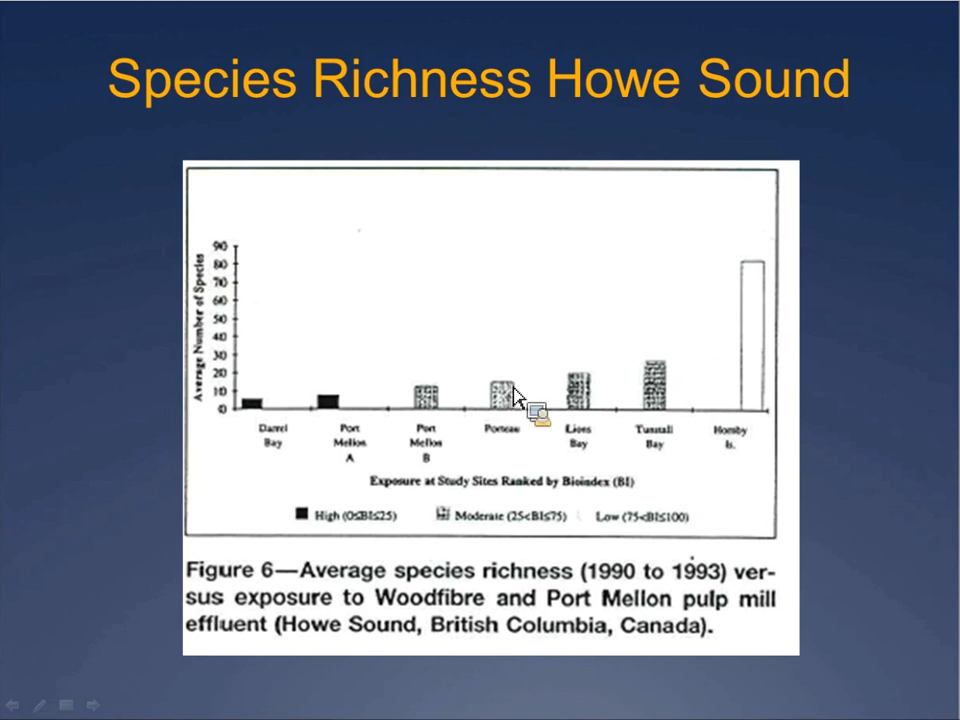 Species Richness Howe Sound
Average Number of Species
90
80
70
60
50
40
30
20
10
0
Darrel Bay
Port Mellon A
Port Mellon B
Porteau
Lions Bay
Tunstall Bay
Hornby Is.
Exposure at Study Sites Ranked by Bioindex (BI)
High (0≤BI≤25) Moderate (25<BI≤75) Low (75<BI≤100)
Figure 6—Average species richness (1990 to 1993) ver-
sus exposure to Woodfibre and Port Mellon pulp mill
effluent (Howe Sound, British Columbia, Canada).